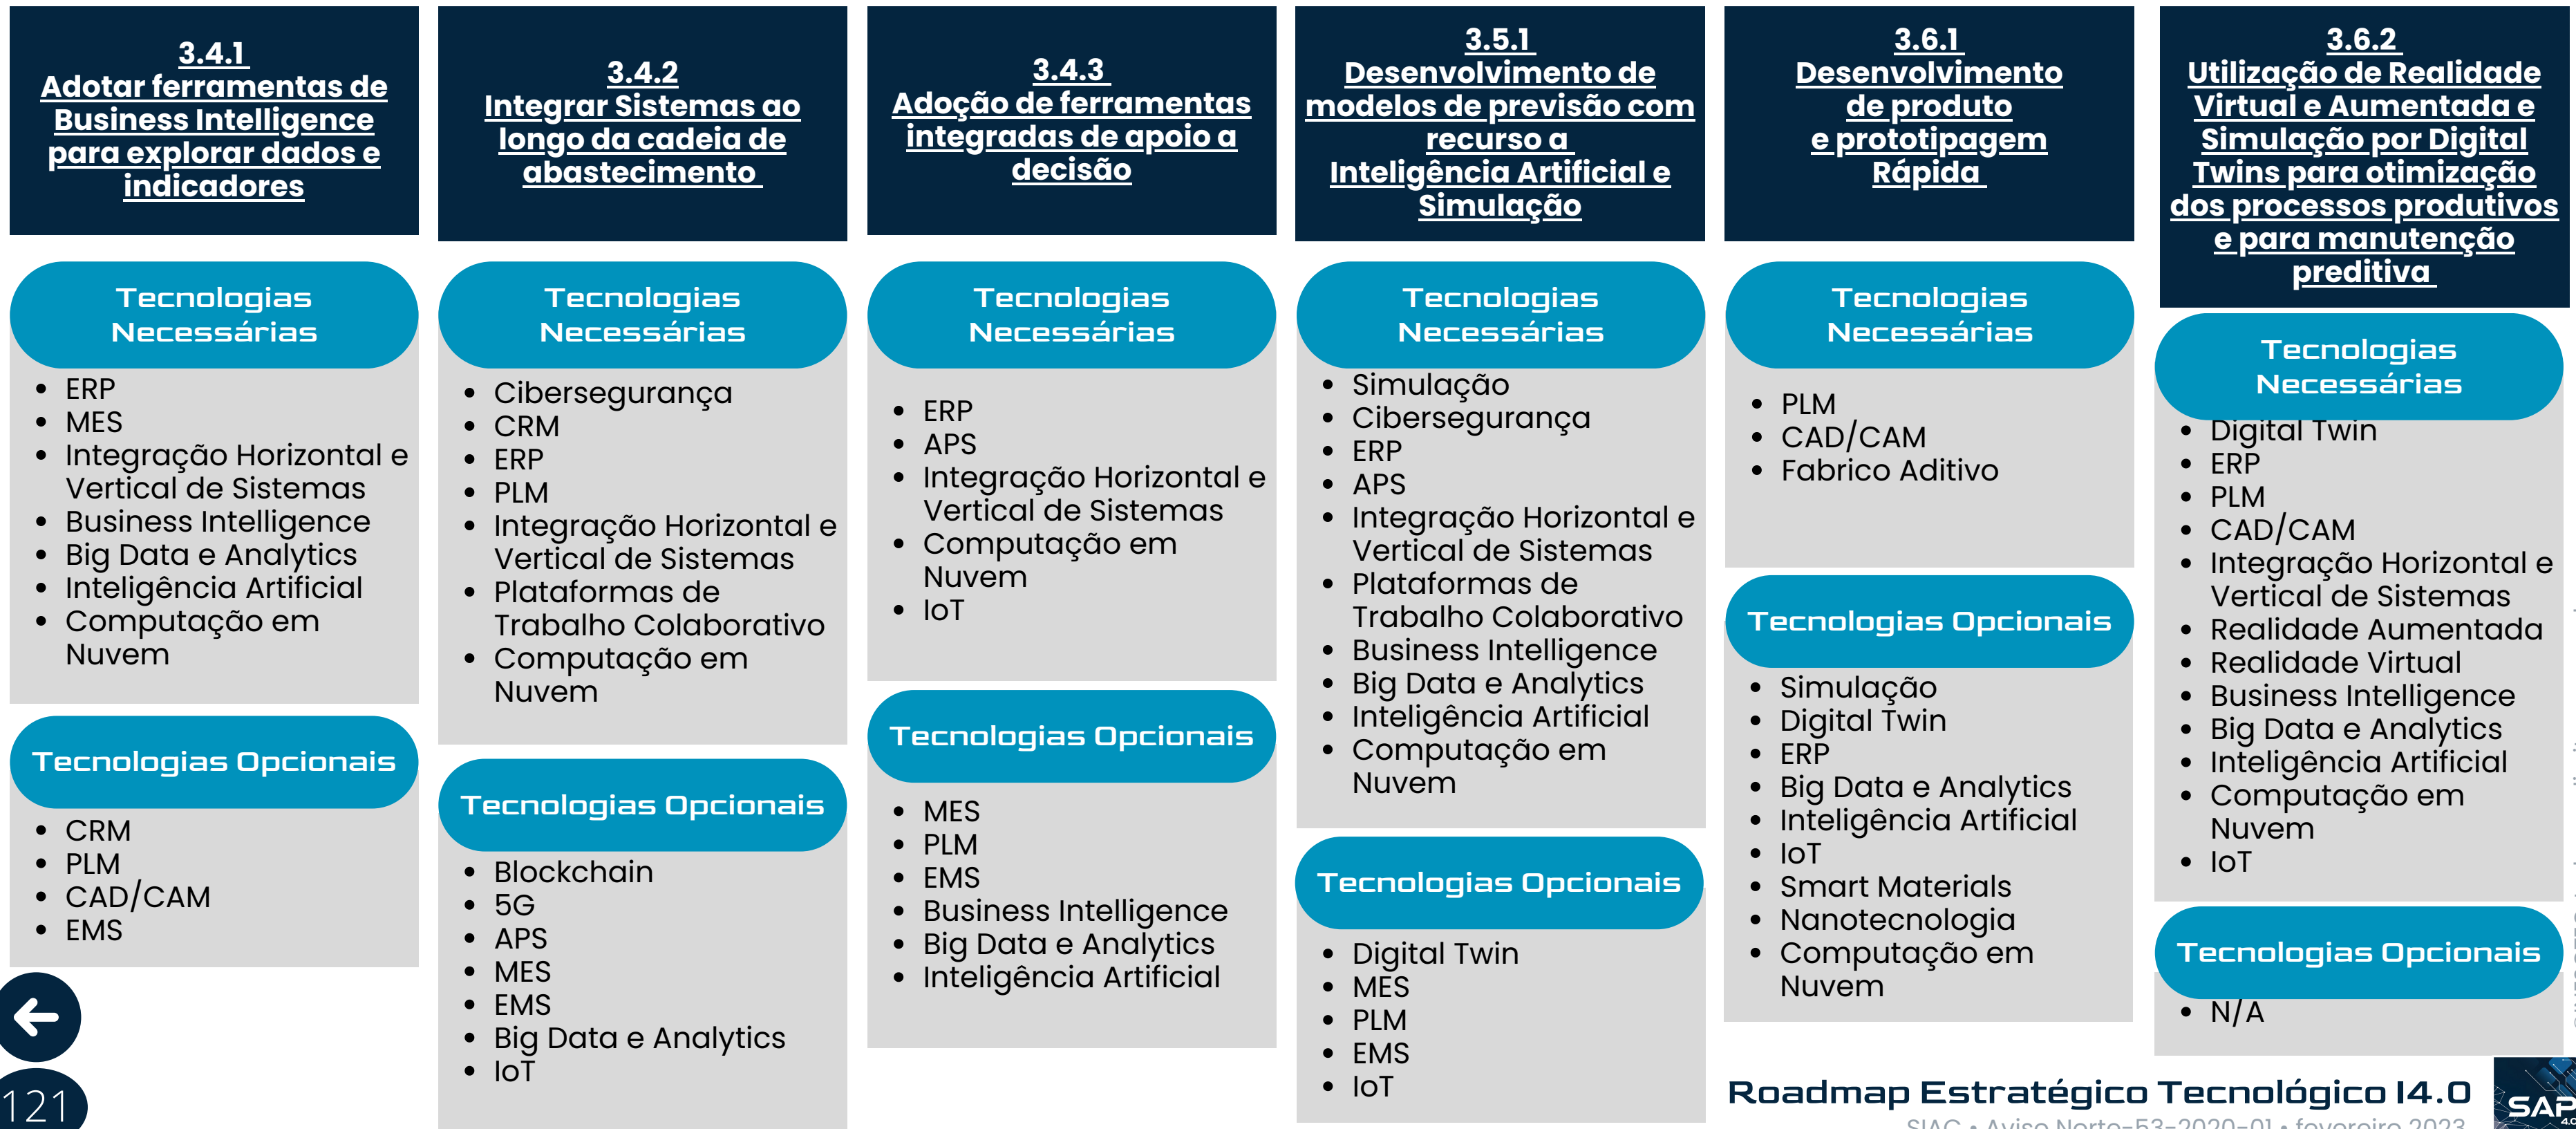 3.4.1
Adotar ferramentas de
Business Intelligence
para explorar dados e
indicadores
Tecnologias
Necessárias
• ERP
• MES
• Integração Horizontal e
Vertical de Sistemas
• Business Intelligence
• Big Data e Analytics
• Inteligência Artificial
• Computação em
Nuvem
Tecnologias Opcionais
• CRM
• PLM
• CAD/CAM
• EMS
3.4.2
Integrar Sistemas ao
longo da cadeia de
abastecimento
Tecnologias
Necessárias
• Cibersegurança
• CRM
• ERP
• PLM
• Integração Horizontal e
Vertical de Sistemas
• Plataformas de
Trabalho Colaborativo
• Computação em
Nuvem
Tecnologias Opcionais
• Blockchain
• 5G
• APS
• MES
• EMS
• Big Data e Analytics
• IoT
3.4.3
Adoção de ferramentas
integradas de apoio a
decisão
Tecnologias
Necessárias
• ERP
• APS
• Integração Horizontal e
Vertical de Sistemas
• Computação em
Nuvem
• IoT
Tecnologias Opcionais
• MES
• PLM
• EMS
• Business Intelligence
• Big Data e Analytics
• Inteligência Artificial
3.5.1
Desenvolvimento de
modelos de previsão com
recurso a
Inteligência Artificial e
Simulação
Tecnologias
Necessárias
• Simulação
• Cibersegurança
• ERP
• APS
• Integração Horizontal e
Vertical de Sistemas
• Plataformas de
Trabalho Colaborativo
• Business Intelligence
• Big Data e Analytics
• Inteligência Artificial
• Computação em
Nuvem
Tecnologias Opcionais
• Digital Twin
• MES
• PLM
• EMS
• IoT
3.6.1
Desenvolvimento
de produto
e prototipagem
Rápida
Tecnologias
Necessárias
• PLM
• CAD/CAM
• Fabrico Aditivo
Tecnologias Opcionais
• Simulação
• Digital Twin
• ERP
• Big Data e Analytics
• Inteligência Artificial
• IoT
• Smart Materials
• Nanotecnologia
• Computação em
Nuvem
3.6.2
Utilização de Realidade
Virtual e Aumentada e
Simulação por Digital
Twins para otimização
dos processos produtivos
e para manutenção
preditiva
Tecnologias
Necessárias
• Digital Twin
• ERP
• PLM
• CAD/CAM
• Integração Horizontal e
Vertical de Sistemas
• Realidade Aumentada
• Realidade Virtual
• Business Intelligence
• Big Data e Analytics
• Inteligência Artificial
• Computação em
Nuvem
• IoT
Tecnologias Opcionais
• N/A
121
Roadmap Estratégico Tecnológico I4.0
SIAC • Aviso Norte-53-2020-01 • fevereiro 2023
SAP
4.0